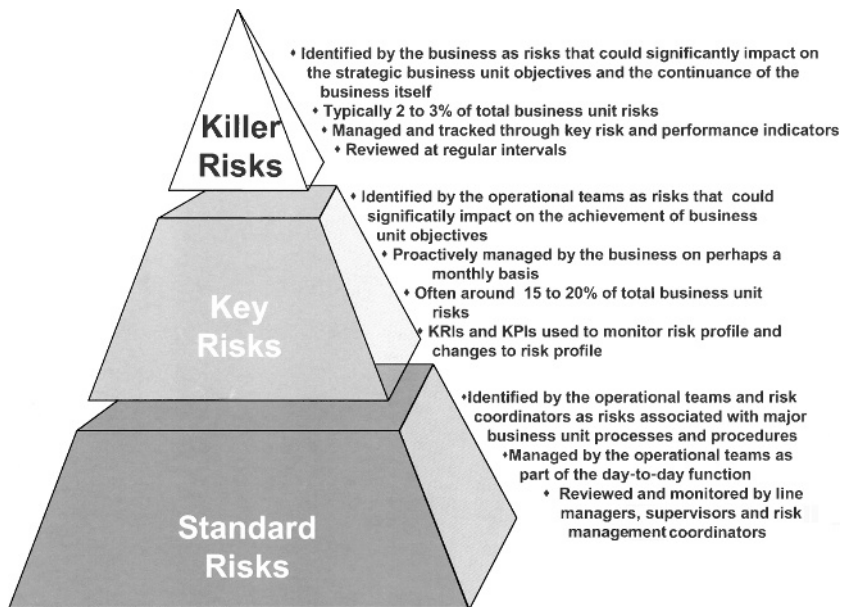 ♦ Identified by the business as risks that could significantly impact on
the strategic business unit objectives and the continuance of the
business itself
♦ Typically 2 to 3% of total business unit risks
♦ Managed and tracked through key risk and performance indicators
♦ Reviewed at regular intervals
Killer
Risks
♦ Identified by the operational teams as risks that could
significatily impact on the achievement of business
unit objectives
♦ Proactively managed by the business on perhaps a
monthly basis
♦ Often around 15 to 20% of total business unit
risks
♦ KRIs and KPIs used to monitor risk profile and
changes to risk profile
Key
Risks
♦Identified by the operational teams and risk
coordinators as risks associated with major
business unit processes and procedures
♦Managed by the operational teams as
part of the day-to-day function
♦ Reviewed and monitored by line
managers, supervisors and risk
management coordinators
Standard
Risks